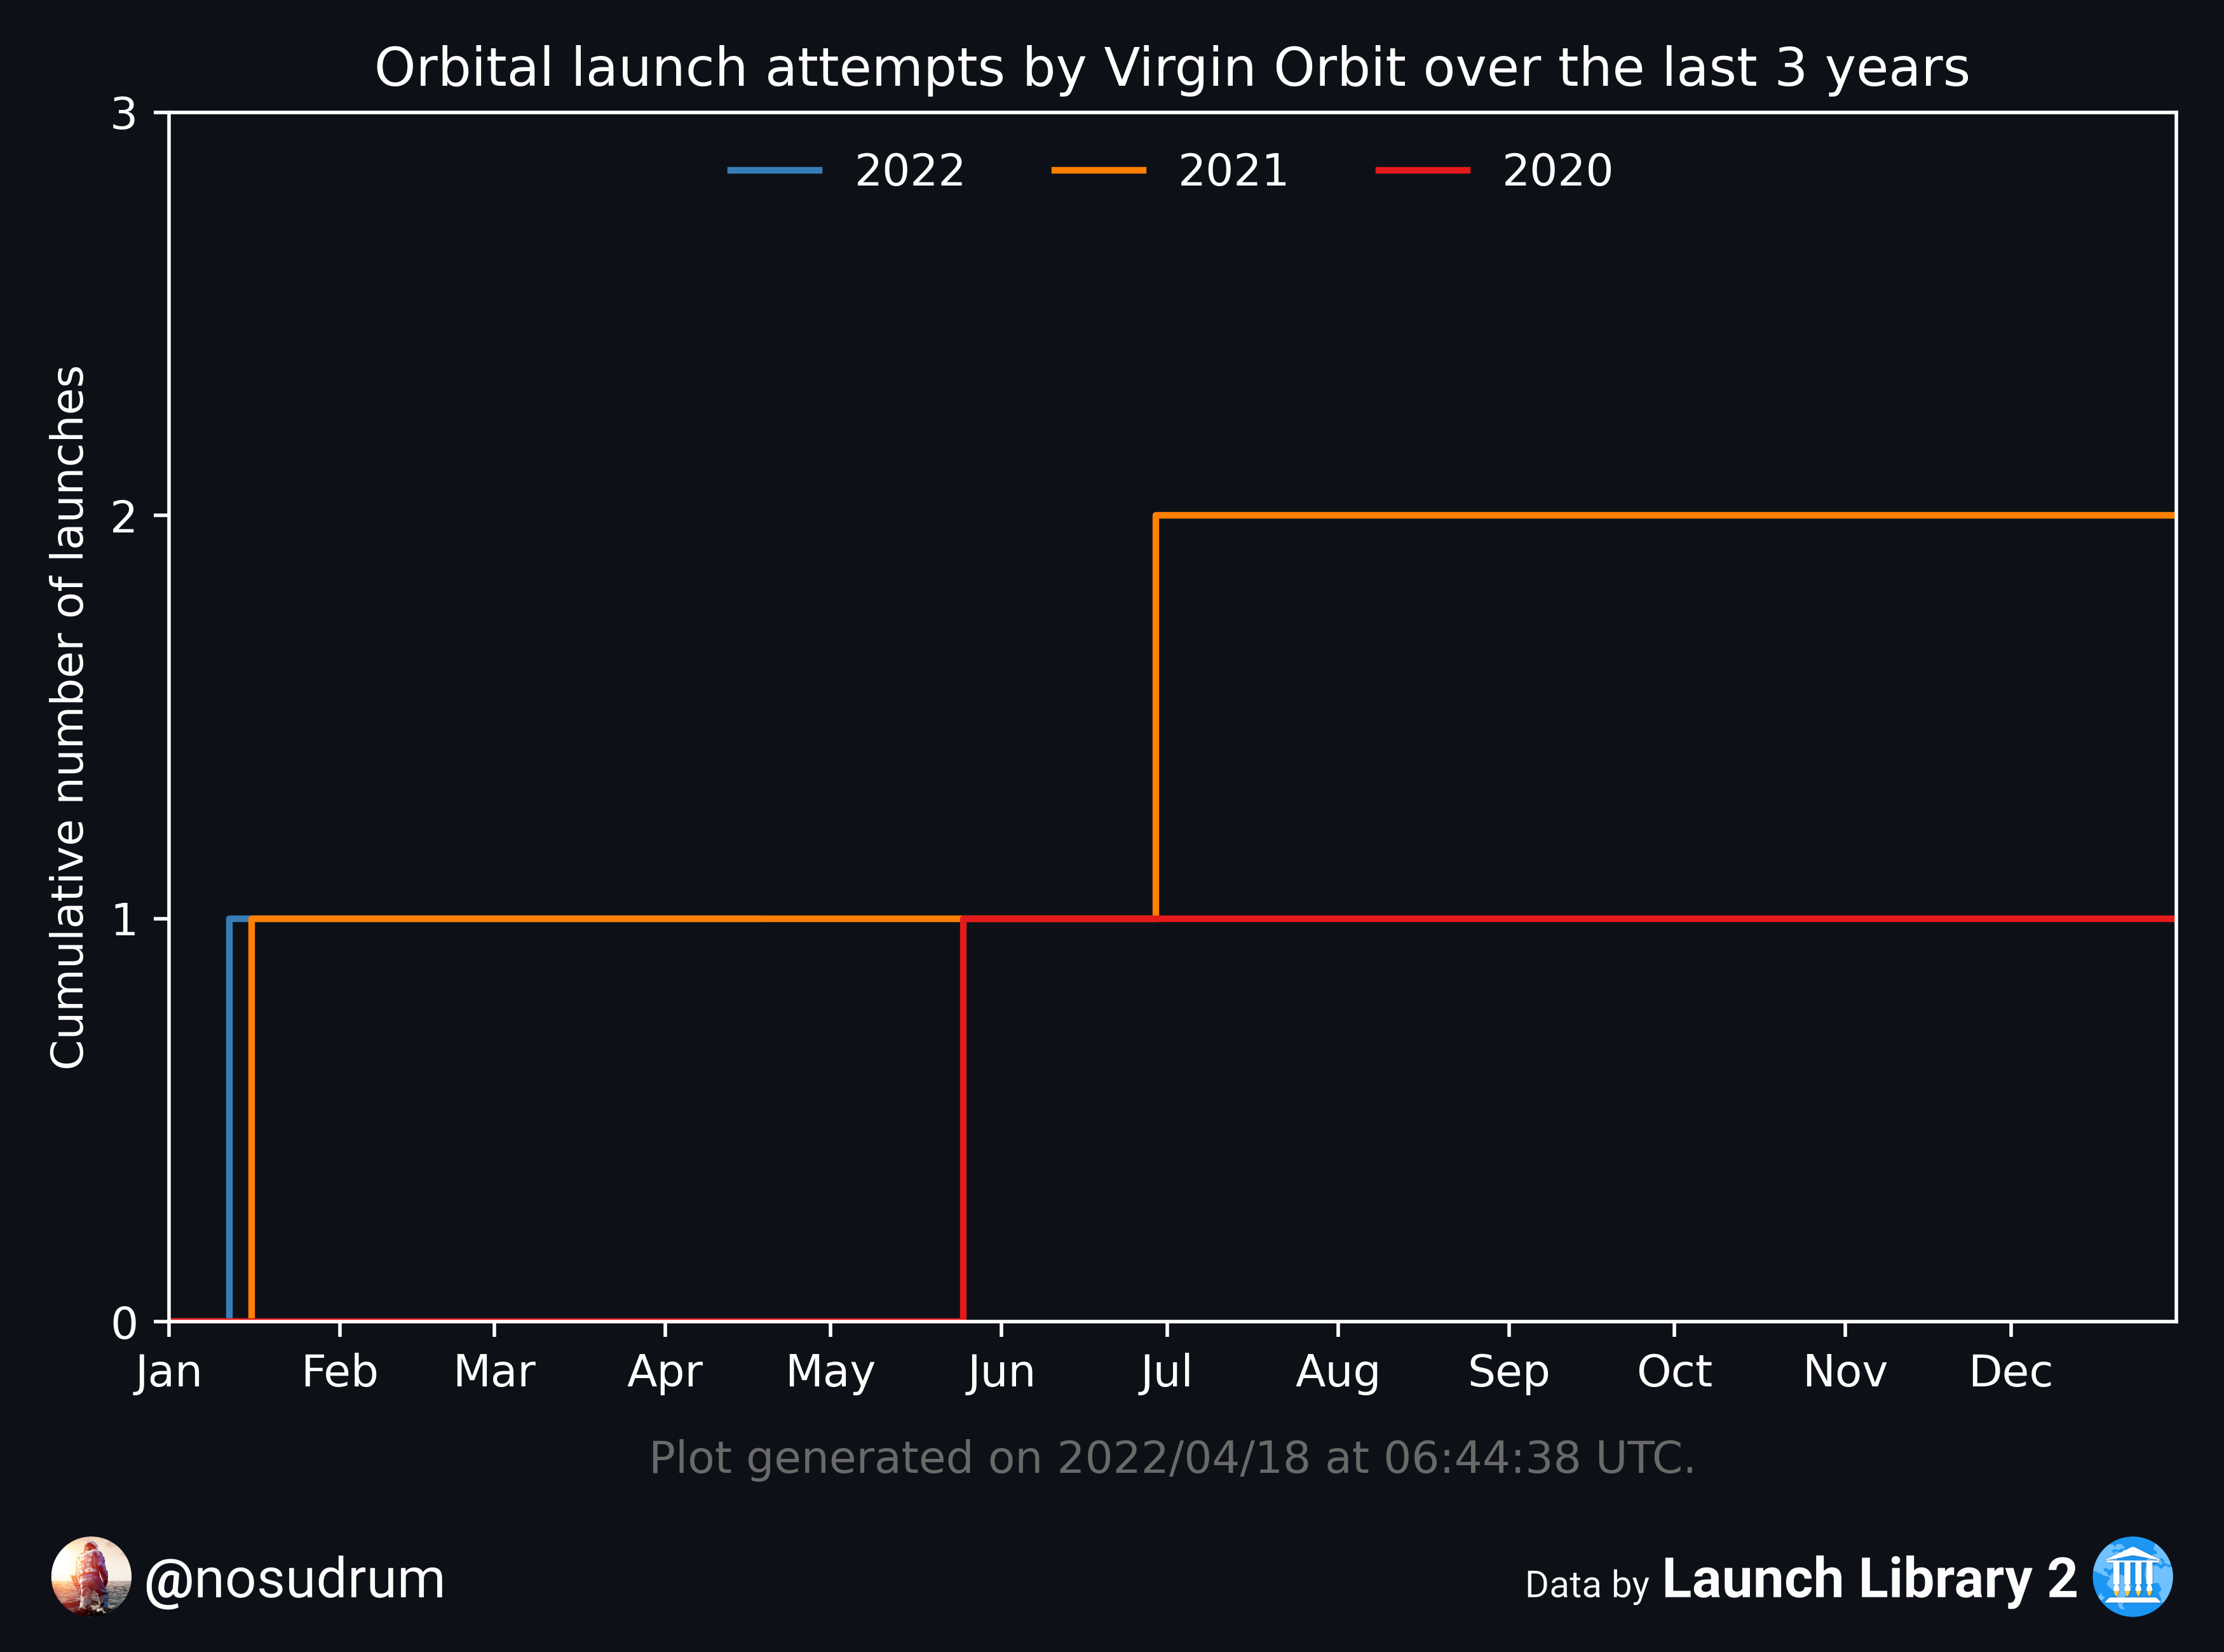 Orbital launch attempts by Virgin Orbit over the last 3 years
2022 2021 2020
Cumulative number of launches
3
2
1
0
Jan Feb Mar Apr May Jun Jul Aug Sep Oct Nov Dec
Plot generated on 2022/04/18 at 06:44:38 UTC.
@nosudrum
Data by Launch Library 2